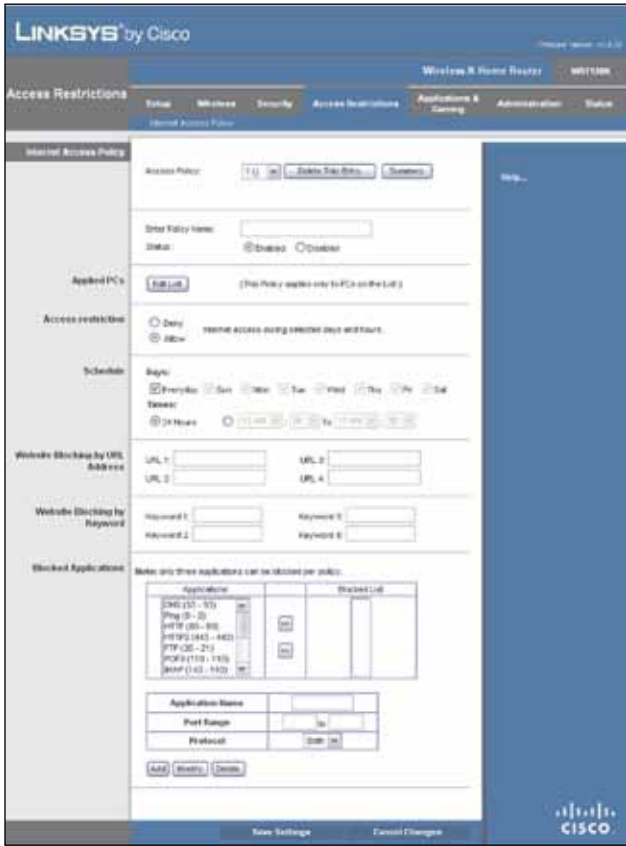 LINKSYS® by Cisco
Wireless-N Home Router
Access Restrictions
Setup Wireless Security Access Restrictions Applications & Gaming Administration Status
Internet Access Policy
Internet Access Policy
Access Policy: Delete This Entry Summary
Help...
Enter Policy Name:
Status: Enabled Disabled
Applied PCs
Edit List (This Policy applies only to PCs on the List.)
Access restriction
Deny
Allow
Internet access during selected days and hours.
Schedule
Days:
Everyday Sun Mon Tue Wed Thu Fri Sat
Times:
24 Hours To
Website Blocking by URL Address
URL 1: URL 3:
URL 2: URL 4:
Website Blocking by Keyword
Keyword 1: Keyword 3:
Keyword 2: Keyword 4:
Blocked Applications
Note: only three applications can be blocked per policy.
Applications Blocked List
DNS (53 - 53)
Ping (0 - 0)
HTTP (80 - 80)
HTTPS (443 - 443)
FTP (20 - 21)
POP3 (110 - 110)
IMAP (143 - 143)
>>
<<
Application Name
Port Range to
Protocol Both
Add Modify Delete
Save Settings Cancel Changes
CISCO